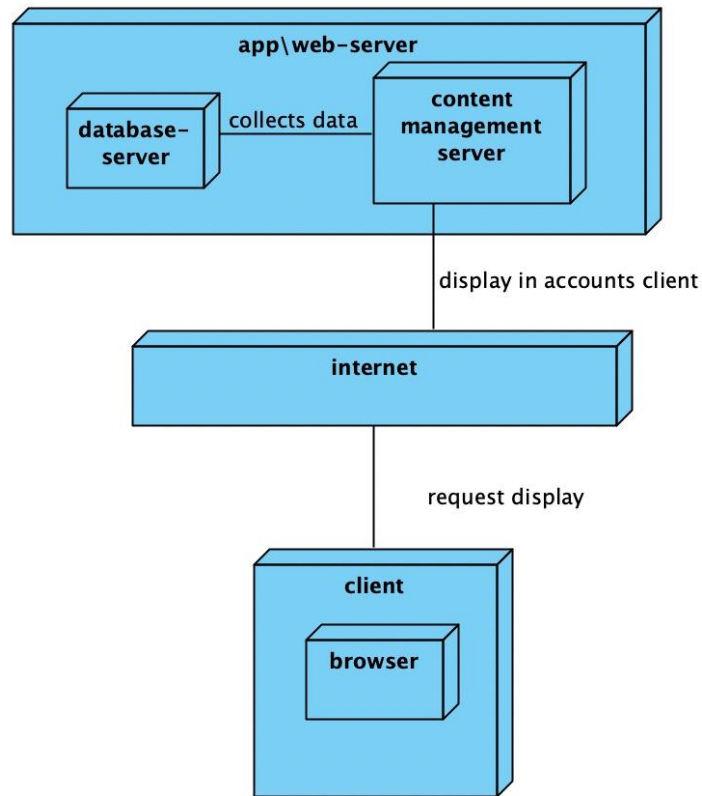 app\web-server
database-
server
collects data
content
management
server
display in accounts client
internet
request display
client
browser